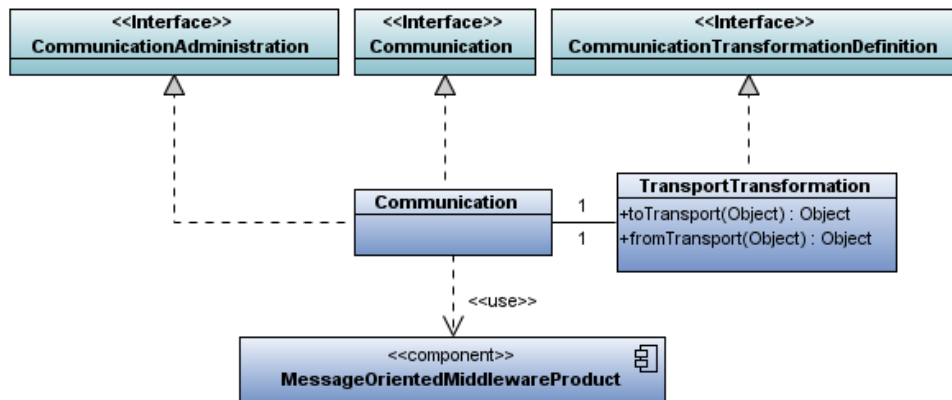 <<Interface>>
CommunicationAdministration
<<Interface>>
Communication
<<Interface>>
CommunicationTransformationDefinition
Communication
1
1
TransportTransformation
+toTransport(Object) : Object
+fromTransport(Object) : Object
<<use>>
<<component>>
MessageOrientedMiddlewareProduct